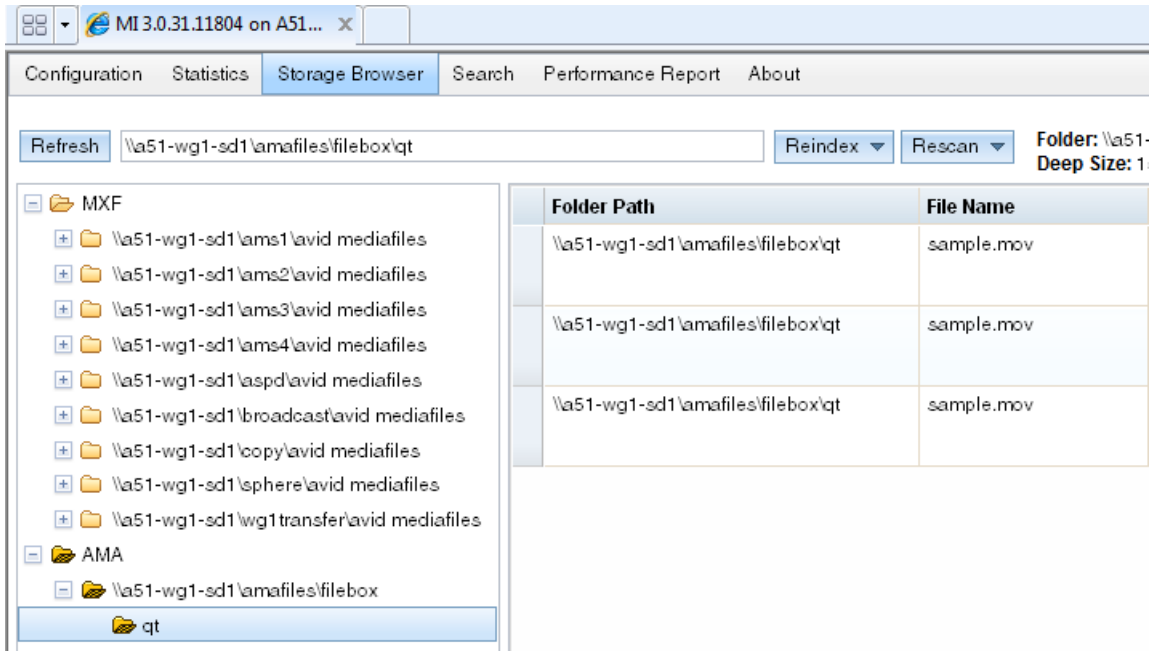 MI 3.0.31.11804 on A51...
Configuration Statistics Storage Browser Search Performance Report About
Refresh \\a51-wg1-sd1\amafiles\filebox\qt Reindex Rescan Folder: \\a51-
Deep Size: 1
MXF
\\a51-wg1-sd1\ams1\avid mediafiles
\\a51-wg1-sd1\ams2\avid mediafiles
\\a51-wg1-sd1\ams3\avid mediafiles
\\a51-wg1-sd1\ams4\avid mediafiles
\\a51-wg1-sd1\aspd\avid mediafiles
\\a51-wg1-sd1\broadcast\avid mediafiles
\\a51-wg1-sd1\copy\avid mediafiles
\\a51-wg1-sd1\sphere\avid mediafiles
\\a51-wg1-sd1\wg1transfer\avid mediafiles
AMA
\\a51-wg1-sd1\amafiles\filebox
qt
Folder Path File Name
\\a51-wg1-sd1\amafiles\filebox\qt sample.mov
\\a51-wg1-sd1\amafiles\filebox\qt sample.mov
\\a51-wg1-sd1\amafiles\filebox\qt sample.mov